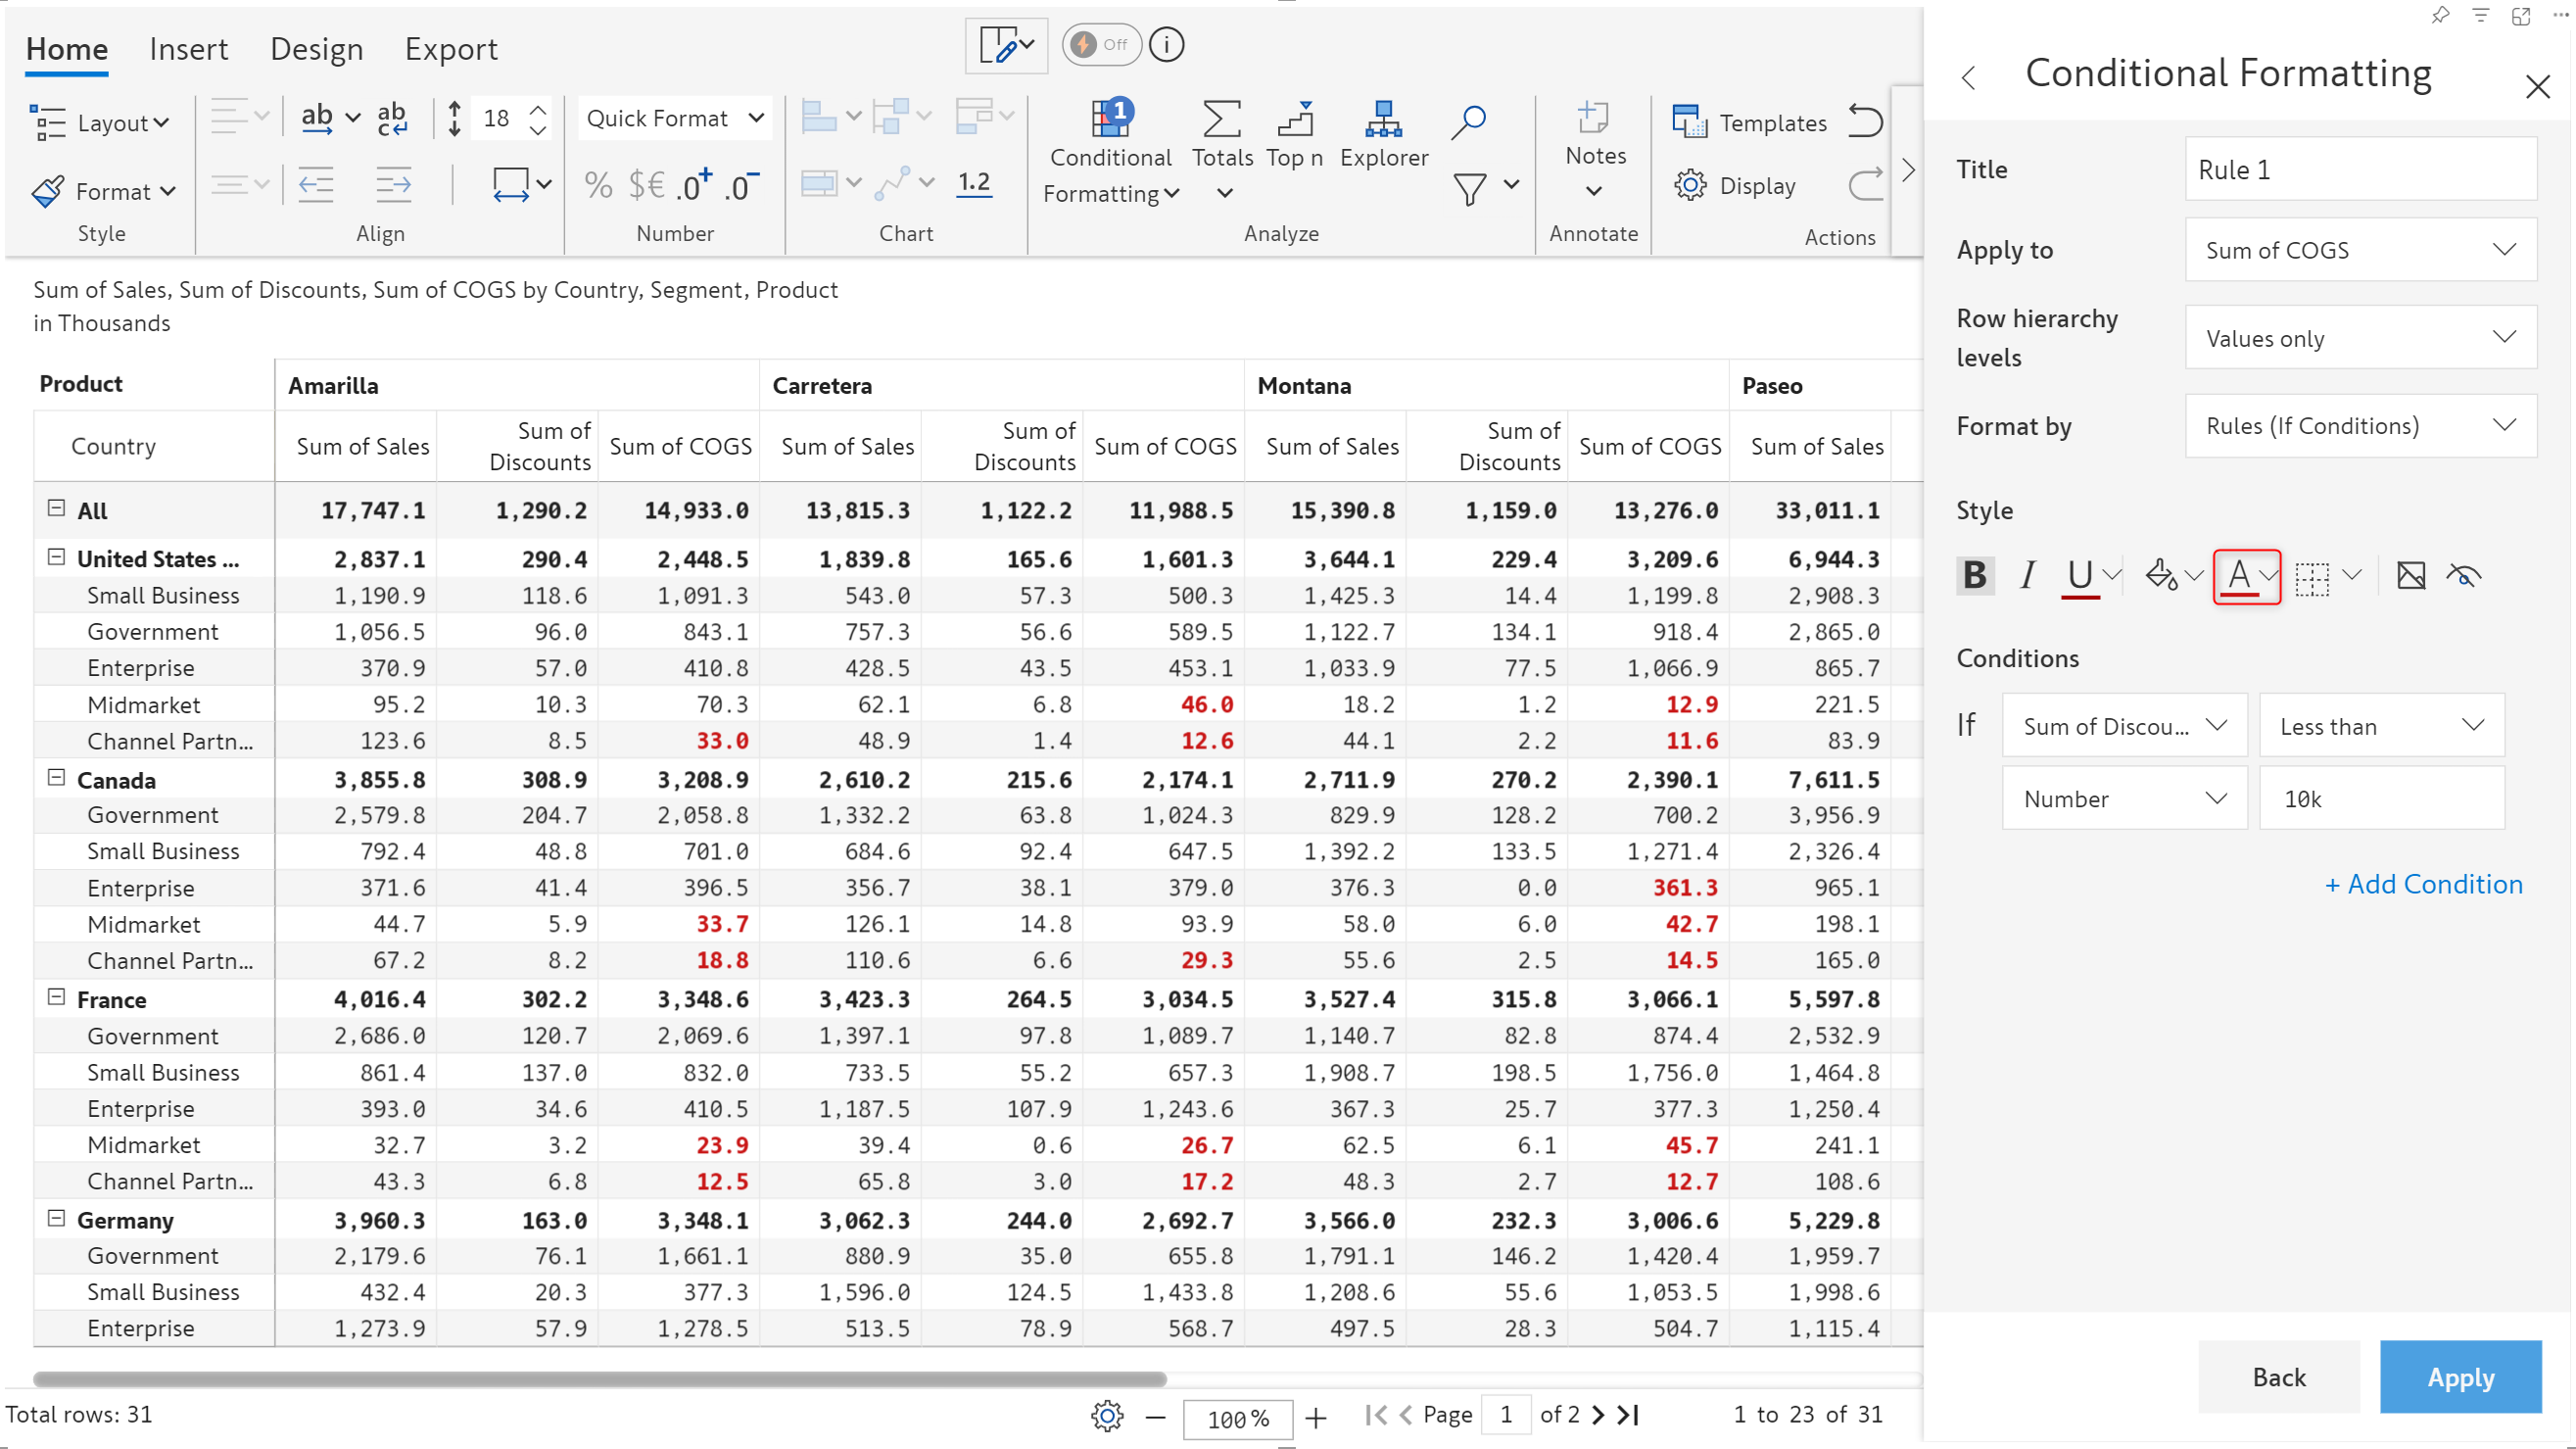 Home Insert Design Export Off i
Layout ab ab c 18 Quick Format 1 Conditional Formatting Totals Top n Explorer Notes Templates
Format % $€ .0+ .0- 1.2 Display
Style Align Number Chart Analyze Annotate Actions
Sum of Sales, Sum of Discounts, Sum of COGS by Country, Segment, Product
in Thousands
Product Amarilla Carretera Montana Paseo
Country Sum of Sales Sum of Discounts Sum of COGS Sum of Sales Sum of Discounts Sum of COGS Sum of Sales Sum of Discounts Sum of COGS Sum of Sales
All 17,747.1 1,290.2 14,933.0 13,815.3 1,122.2 11,988.5 15,390.8 1,159.0 13,276.0 33,011.1
United States ... 2,837.1 290.4 2,448.5 1,839.8 165.6 1,601.3 3,644.1 229.4 3,209.6 6,944.3
Small Business 1,190.9 118.6 1,091.3 543.0 57.3 500.3 1,425.3 14.4 1,199.8 2,908.3
Government 1,056.5 96.0 843.1 757.3 56.6 589.5 1,122.7 134.1 918.4 2,865.0
Enterprise 370.9 57.0 410.8 428.5 43.5 453.1 1,033.9 77.5 1,066.9 865.7
Midmarket 95.2 10.3 70.3 62.1 6.8 46.0 18.2 1.2 12.9 221.5
Channel Partn... 123.6 8.5 33.0 48.9 1.4 12.6 44.1 2.2 11.6 83.9
Canada 3,855.8 308.9 3,208.9 2,610.2 215.6 2,174.1 2,711.9 270.2 2,390.1 7,611.5
Government 2,579.8 204.7 2,058.8 1,332.2 63.8 1,024.3 829.9 128.2 700.2 3,956.9
Small Business 792.4 48.8 701.0 684.6 92.4 647.5 1,392.2 133.5 1,271.4 2,326.4
Enterprise 371.6 41.4 396.5 356.7 38.1 379.0 376.3 0.0 361.3 965.1
Midmarket 44.7 5.9 33.7 126.1 14.8 93.9 58.0 6.0 42.7 198.1
Channel Partn... 67.2 8.2 18.8 110.6 6.6 29.3 55.6 2.5 14.5 165.0
France 4,016.4 302.2 3,348.6 3,423.3 264.5 3,034.5 3,527.4 315.8 3,066.1 5,597.8
Government 2,686.0 120.7 2,069.6 1,397.1 97.8 1,089.7 1,140.7 82.8 874.4 2,532.9
Small Business 861.4 137.0 832.0 733.5 55.2 657.3 1,908.7 198.5 1,756.0 1,464.8
Enterprise 393.0 34.6 410.5 1,187.5 107.9 1,243.6 367.3 25.7 377.3 1,250.4
Midmarket 32.7 3.2 23.9 39.4 0.6 26.7 62.5 6.1 45.7 241.1
Channel Partn... 43.3 6.8 12.5 65.8 3.0 17.2 48.3 2.7 12.7 108.6
Germany 3,960.3 163.0 3,348.1 3,062.3 244.0 2,692.7 3,566.0 232.3 3,006.6 5,229.8
Government 2,179.6 76.1 1,661.1 880.9 35.0 655.8 1,791.1 146.2 1,420.4 1,959.7
Small Business 432.4 20.3 377.3 1,596.0 124.5 1,433.8 1,208.6 55.6 1,053.5 1,998.6
Enterprise 1,273.9 57.9 1,278.5 513.5 78.9 568.7 497.5 28.3 504.7 1,115.4
Total rows: 31 100% Page 1 of 2 1 to 23 of 31
Conditional Formatting
Title Rule 1
Apply to Sum of COGS
Row hierarchy levels Values only
Format by Rules (If Conditions)
Style
B I U A
Conditions
If Sum of Discou... Less than
Number 10k
+ Add Condition
Back Apply